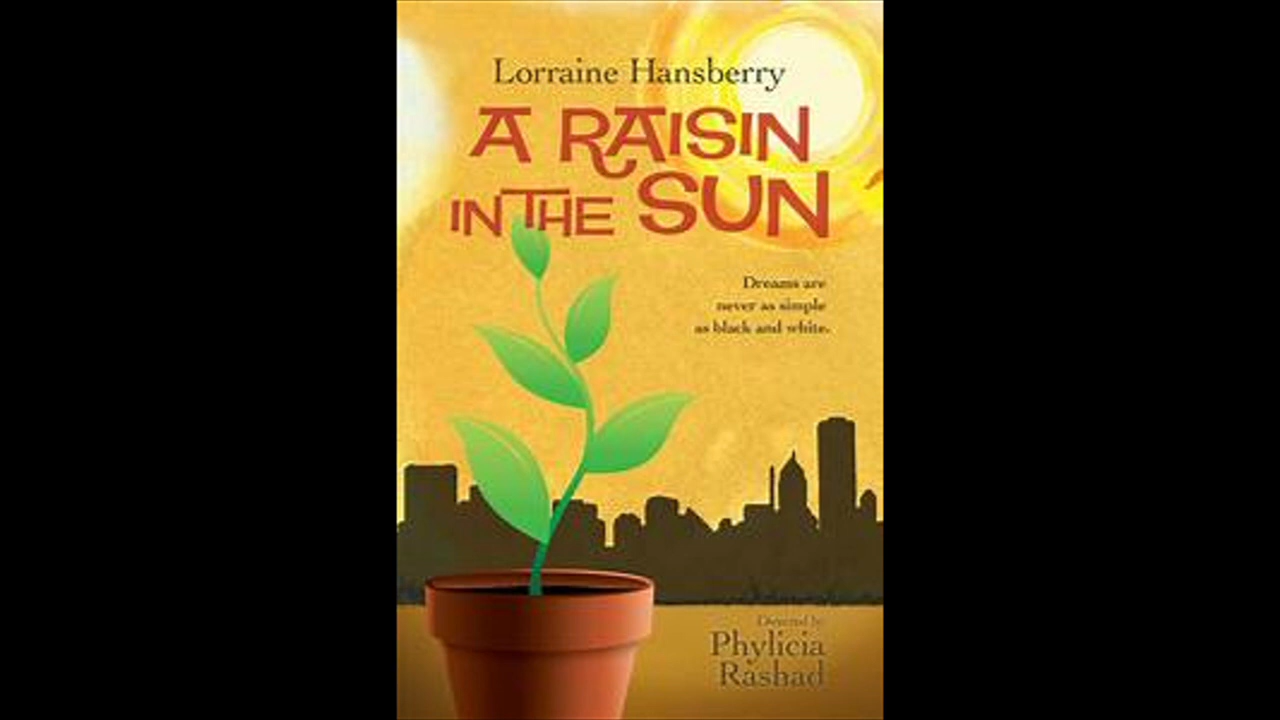 Lorraine Hansberry
A RAISIN
IN THE SUN
Dreams are
never as simple
as black and white.
Directed by
Phylicia
Rashad